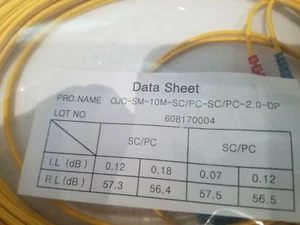 Data Sheet
PRO.NAME OJC-SM-10M-SC/PC-SC/PC-2.0-DP
LOT NO 608170004
SC/PC SC/PC
I.L (dB) 0.12 0.18 0.07 0.12
R.L (dB) 57.3 56.4 57.5 56.5